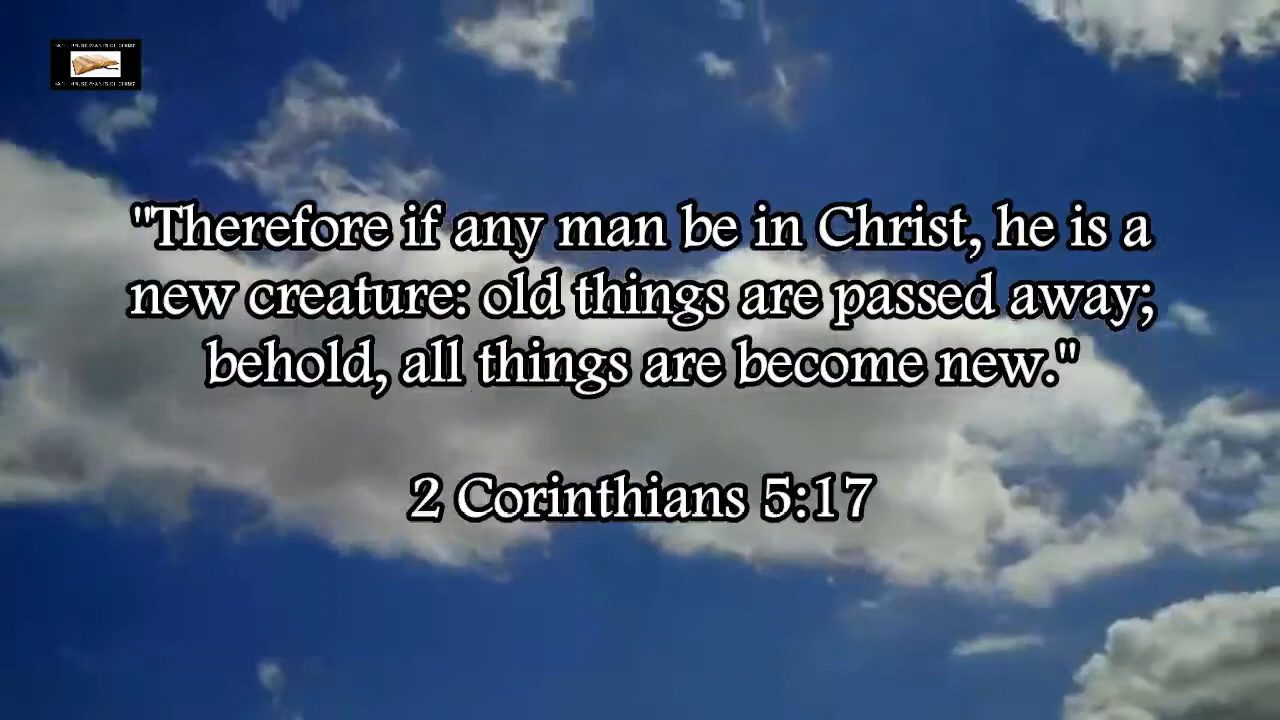 "Therefore if any man be in Christ, he is a
new creature: old things are passed away;
behold, all things are become new."
2 Corinthians 5:17